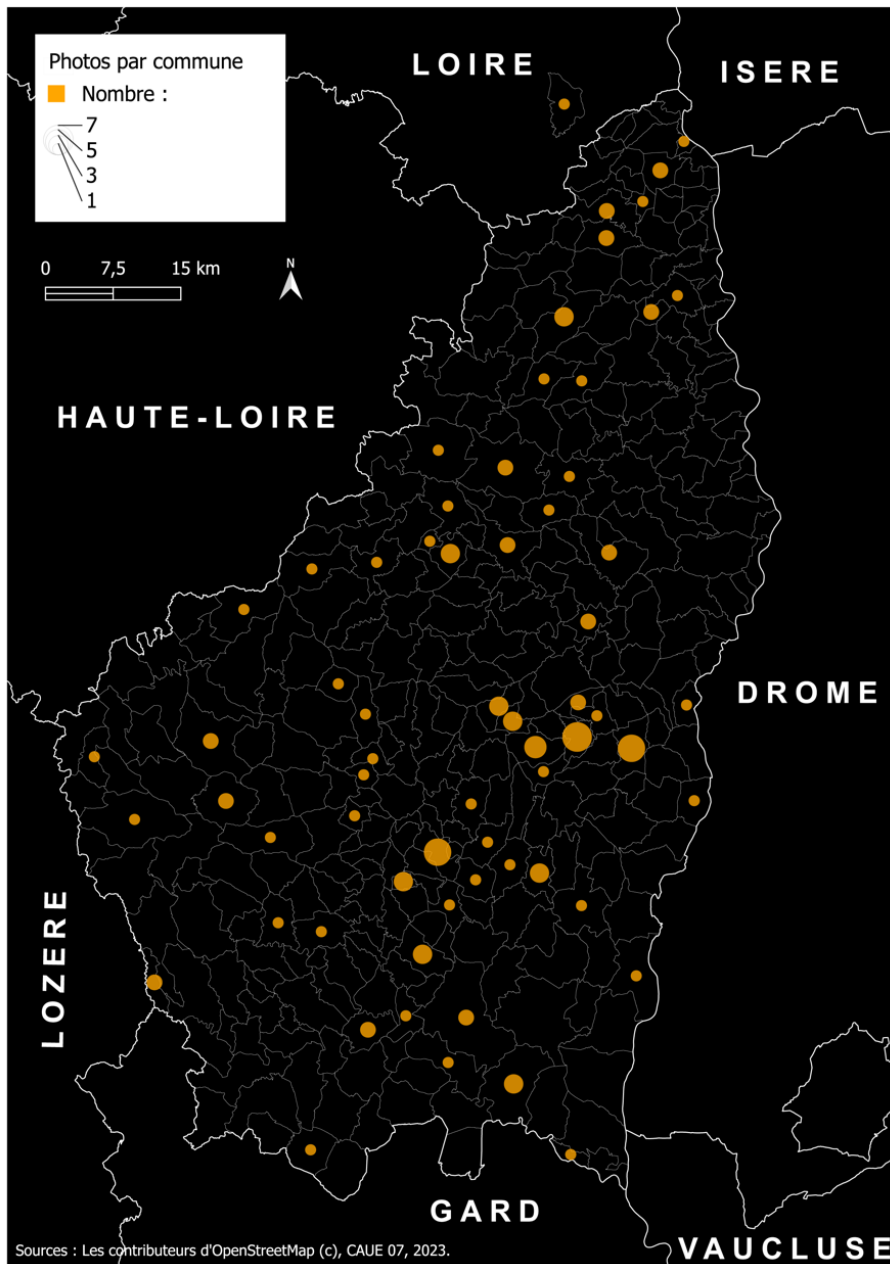 Photos par commune
Nombre :
7
5
3
1
0 7,5 15 km
N
LOIRE
ISERE
HAUTE-LOIRE
DROME
LOZERE
GARD
VAUCLUSE
Sources : Les contributeurs d'OpenStreetMap (c), CAUE 07, 2023.